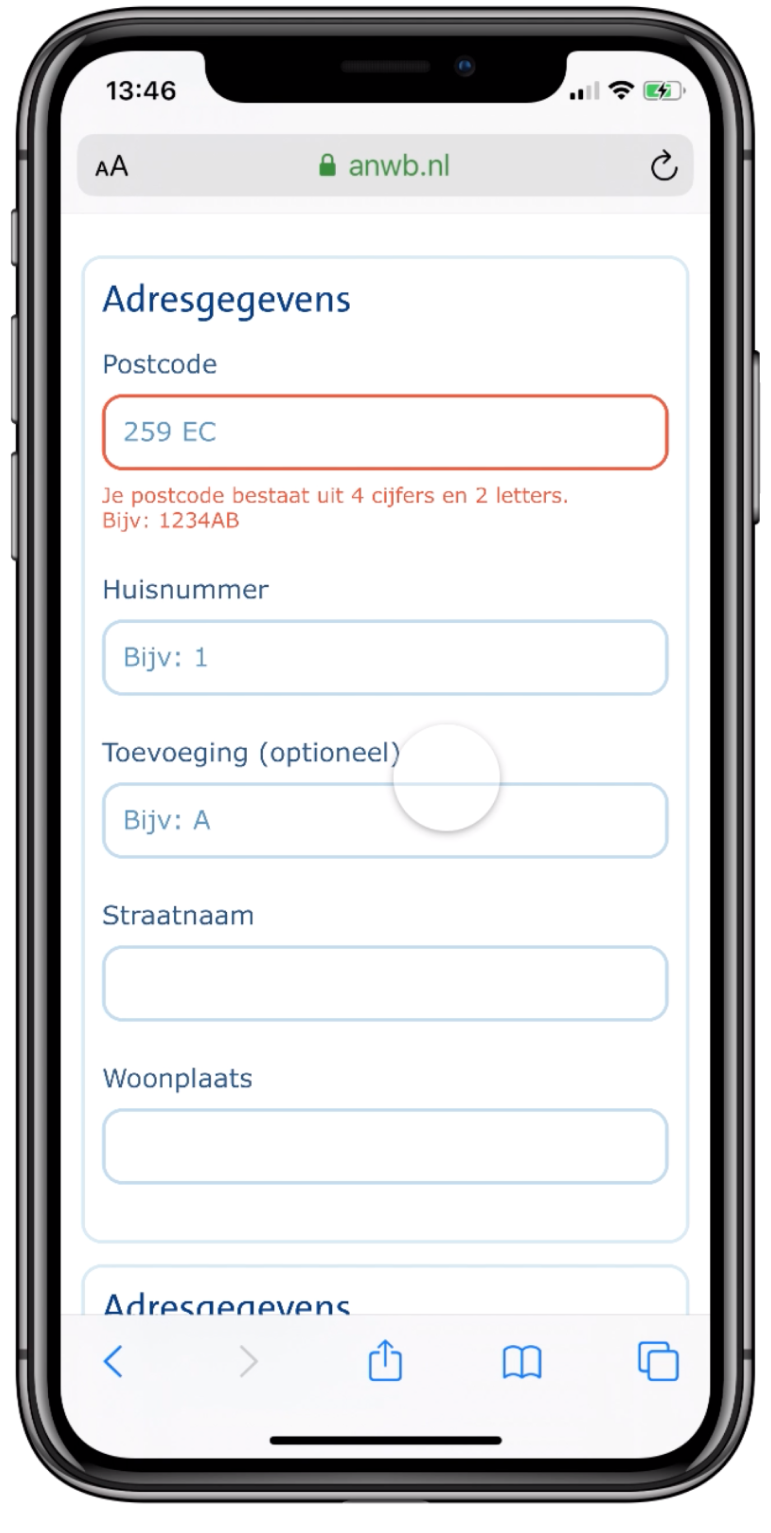 13:46
AA anwb.nl
Adresgegevens
Postcode
259 EC
Je postcode bestaat uit 4 cijfers en 2 letters.
Bijv: 1234AB
Huisnummer
Bijv: 1
Toevoeging (optioneel)
Bijv: A
Straatnaam
Woonplaats
Adresgegevens